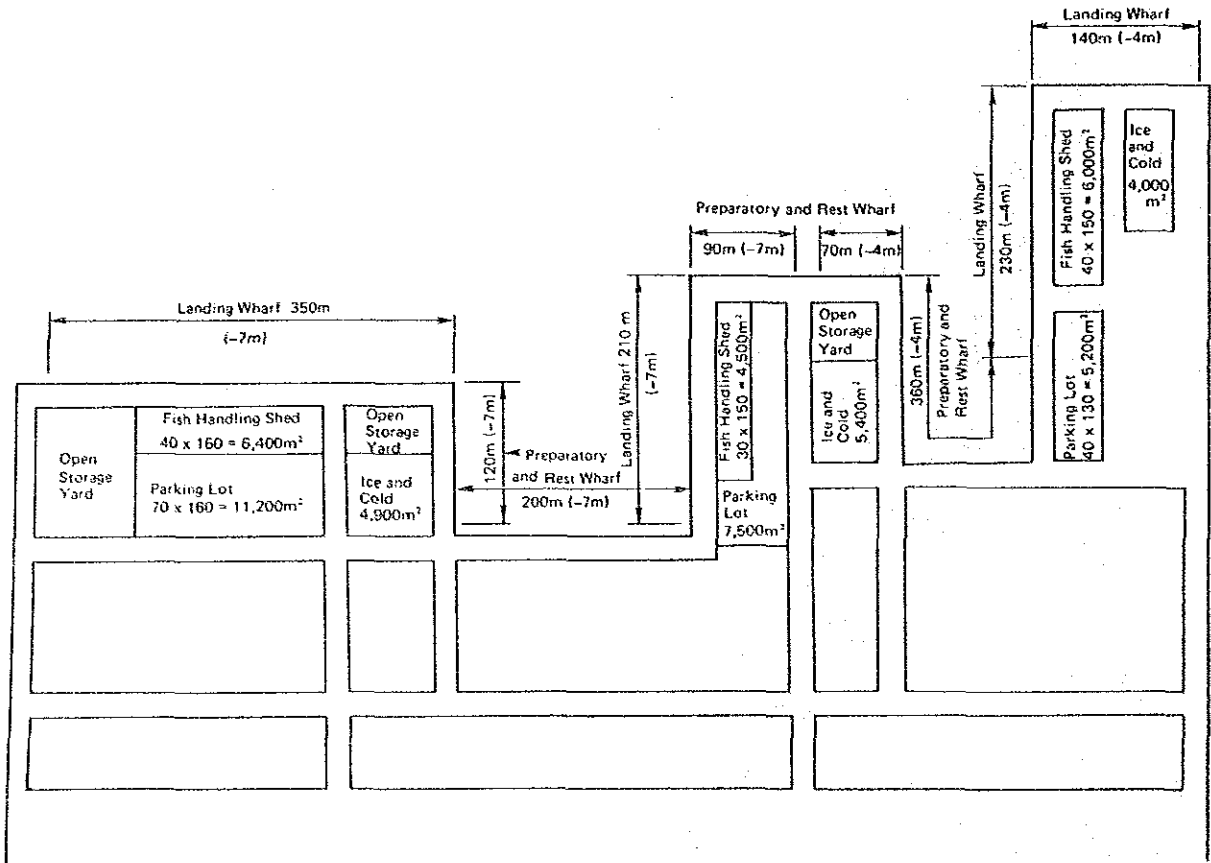 Landing Wharf
140m (-4m)
Landing Wharf
230m (-4m)
Fish Handling Shed
40 x 150 = 6,000m²
Ice
and
Cold
4,000
m²
Parking Lot
40 x 130 = 5,200m²
Preparatory and Rest Wharf
90m (-7m)
70m (-4m)
360m (-4m)
Preparatory and
Rest Wharf
Landing Wharf 210 m
(-7m)
Fish Handling Shed
30 x 150 = 4,500m²
Open
Storage
Yard
Ice and
Cold
5,400m²
Parking
Lot
7,500m²
Landing Wharf 350m
(-7m)
120m (-7m)
Preparatory
and Rest Wharf
200m (-7m)
Open
Storage
Yard
Fish Handling Shed
40 x 160 = 6,400m²
Parking Lot
70 x 160 = 11,200m²
Open
Storage
Yard
Ice and
Cold
4,900m²